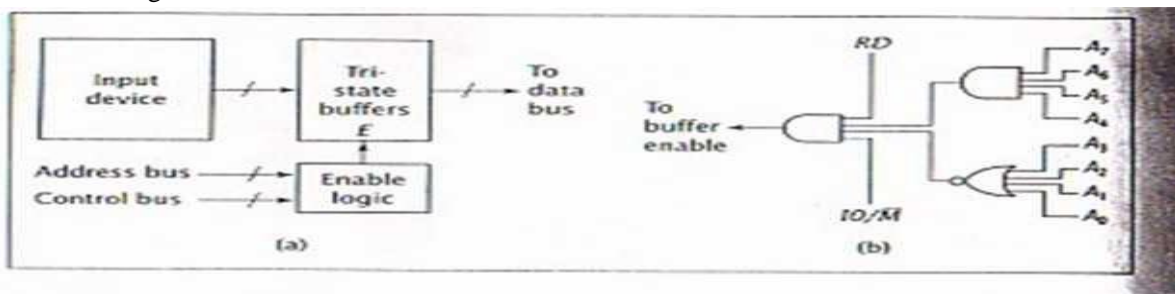 Input
device
Tri-
state
buffers
E
To
data
bus
Address bus
Control bus
Enable
logic
(a)
RD
To
buffer
enable
IO/M̅
A₇
A₆
A₅
A₄
A₃
A₂
A₁
A₀
(b)